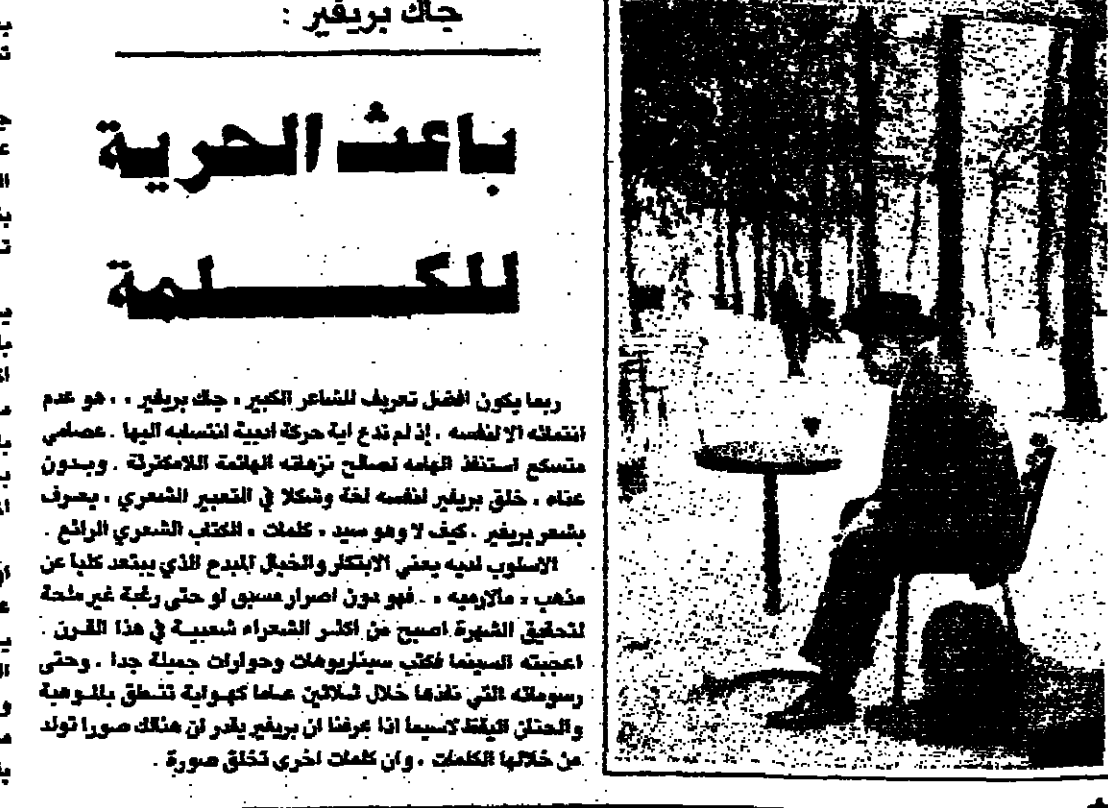 جاك بريفير :
باعث الحرية
للكلمة
ربما يكون افضل تعريف للشاعر الكبير ، جاك بريفير ، ، هو عدم
انتمائه الا لنفسه ، إذ لم تدع اية حركة ادبية انتسابه اليها . عصامي
متسكع استنفذ الهامه لصالح نزهاته الهائمة اللامكترثة . وبدون
عناء ، خلق بريفير لنفسه لغة وشكلا في التعبير الشعري ، يعرف
بشعر بريفير . كيف لا وهو سيد ، كلمات ، الكتاب الشعري الرائع .
الاسلوب لديه يعني الابتكار والخيال المبدع الذي يبتعد كليا عن
مذهب ، مالارميه ، . فهو دون اصرار مسبق او حتى رغبة غير ملحة
لتحقيق الشهرة اصبح من اكثر الشعراء شعبية في هذا القرن .
اعجبته السينما فكتب سيناريوهات وحوارات جميلة جدا . وحتى
رسوماته التي نفذها خلال ثلاثين عاما كهواية تنطق بالموهبة
والحنان اليقظ لاسيما اذا عرفنا ان بريفير يقدر ان هنالك صورا تولد
من خلالها الكلمات ، وان كلمات اخرى تخلق صورة .